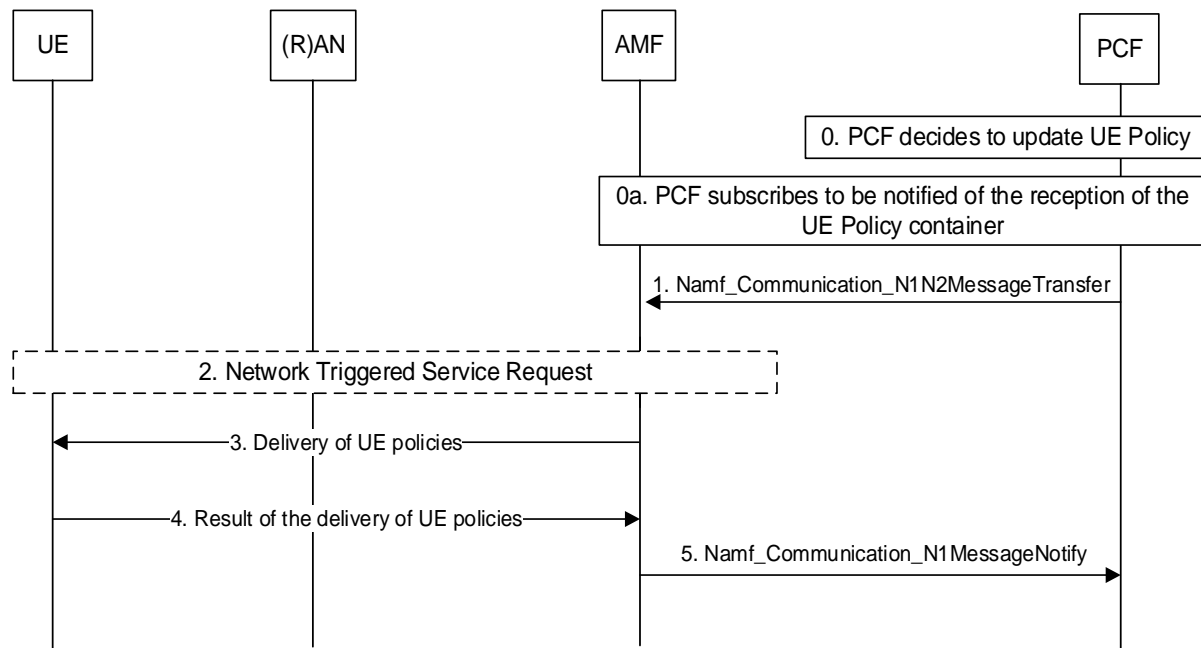 UE
(R)AN
AMF
PCF
0. PCF decides to update UE Policy
0a. PCF subscribes to be notified of the reception of the
UE Policy container
1. Namf_Communication_N1N2MessageTransfer
2. Network Triggered Service Request
3. Delivery of UE policies
4. Result of the delivery of UE policies
5. Namf_Communication_N1MessageNotify